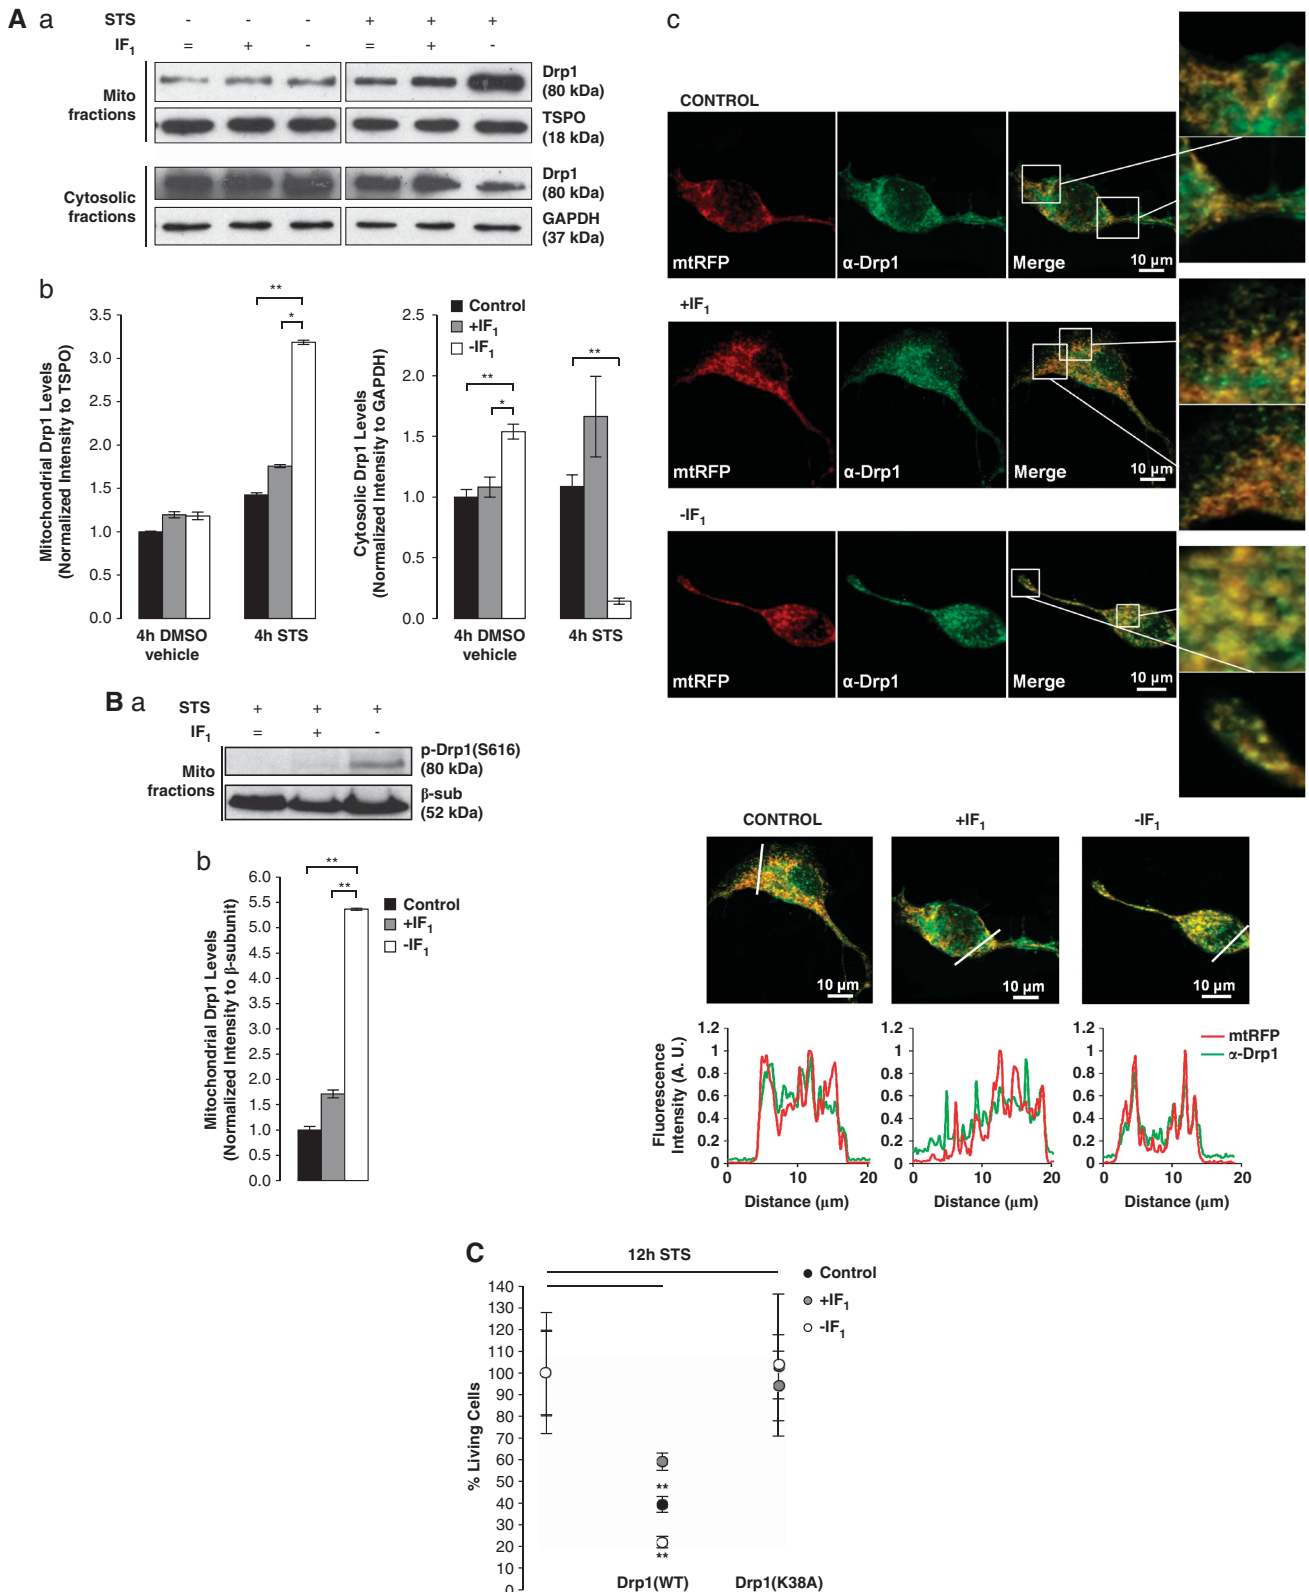 A a
STS - - - + + +
IF1 = + - = + -
Mito
fractions
Drp1
(80 kDa)
TSPO
(18 kDa)
Cytosolic
fractions
Drp1
(80 kDa)
GAPDH
(37 kDa)
b
Mitochondrial Drp1 Levels
(Normalized Intensity to TSPO)
3.5
3.0
2.5
2.0
1.5
1.0
0.5
0.0
**
*
4h DMSO
vehicle
4h STS
Cytosolic Drp1 Levels
(Normalized Intensity to GAPDH)
2.5
2.0
1.5
1.0
0.5
0.0
Control
+IF1
-IF1
**
*
**
4h DMSO
vehicle
4h STS
B a
STS + + +
IF1 = + -
Mito
fractions
p-Drp1(S616)
(80 kDa)
β-sub
(52 kDa)
b
Mitochondrial Drp1 Levels
(Normalized Intensity to β-subunit)
6.0
5.5
5.0
4.5
4.0
3.5
3.0
2.5
2.0
1.5
1.0
0.5
0.0
**
**
Control
+IF1
-IF1
c
CONTROL
mtRFP
α-Drp1
Merge
10 µm
+IF1
mtRFP
α-Drp1
Merge
10 µm
-IF1
mtRFP
α-Drp1
Merge
10 µm
CONTROL
+IF1
-IF1
10 µm
10 µm
10 µm
Fluorescence
Intensity (A. U.)
1.2
1
0.8
0.6
0.4
0.2
0
0 10 20
Distance (µm)
1.2
1
0.8
0.6
0.4
0.2
0
0 10 20
Distance (µm)
1.2
1
0.8
0.6
0.4
0.2
0
0 10 20
Distance (µm)
mtRFP
α-Drp1
C
12h STS
Control
+IF1
-IF1
% Living Cells
140
130
120
110
100
90
80
70
60
50
40
30
20
10
0
**
**
Drp1(WT)
Drp1(K38A)